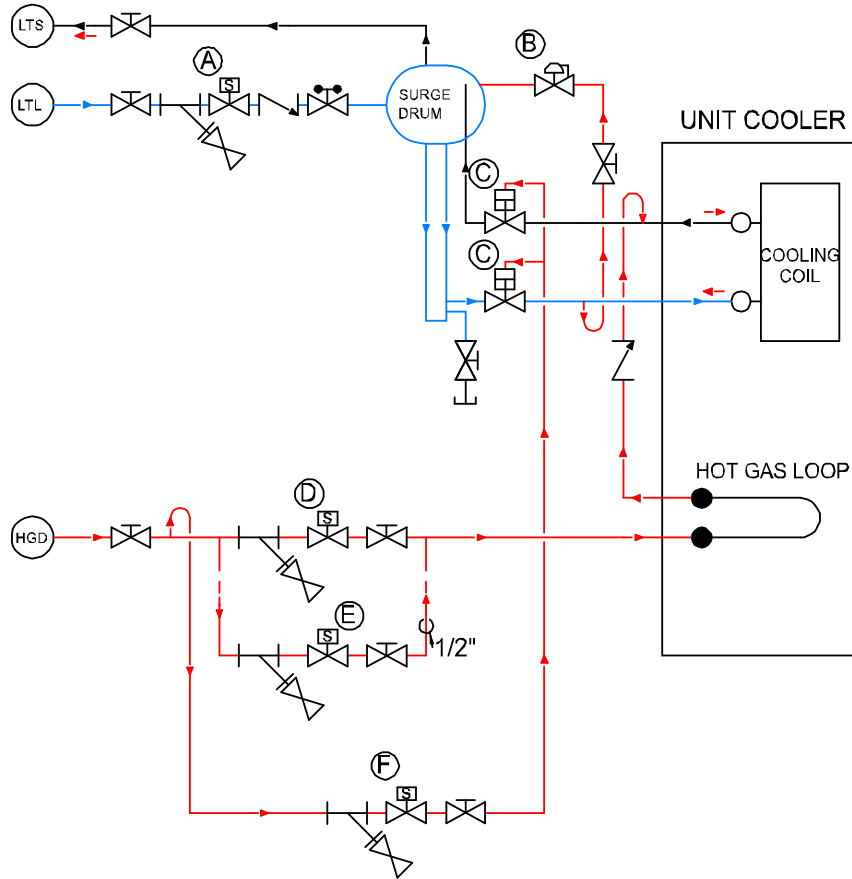 LTS
B
A
S
LTL
SURGE
DRUM
UNIT COOLER
C
C
COOLING
COIL
HOT GAS LOOP
D
S
HGD
E
S
1/2"
F
S